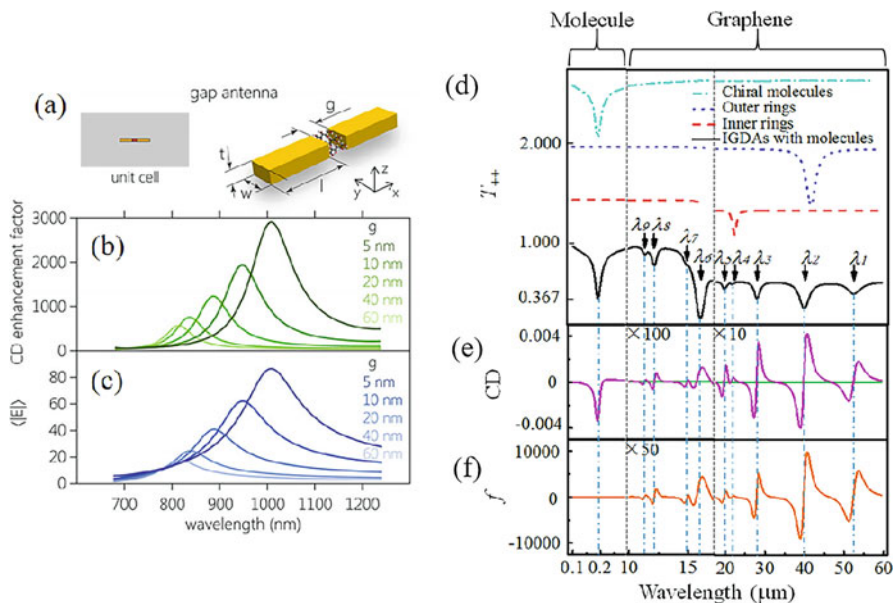 Molecule
Graphene
(a)
gap antenna
unit cell
g
t
w
l
z
y
x
(b)
CD enhancement factor
3000
2000
1000
0
g
5 nm
10 nm
20 nm
40 nm
60 nm
(c)
⟨|E|⟩
80
60
40
20
0
g
5 nm
10 nm
20 nm
40 nm
60 nm
700 800 900 1000 1100 1200
wavelength (nm)
(d)
T++
2.000
1.000
0.367
Chiral molecules
Outer rings
Inner rings
IGDAs with molecules
λ9 λ8 λ7 λ6 λ5 λ4 λ3 λ2 λ1
(e)
CD
0.004
0
-0.004
×100 ×10
(f)
f
10000
0
-10000
×50
0.1 0.2 10 15 20 30 40 50 60
Wavelength (μm)